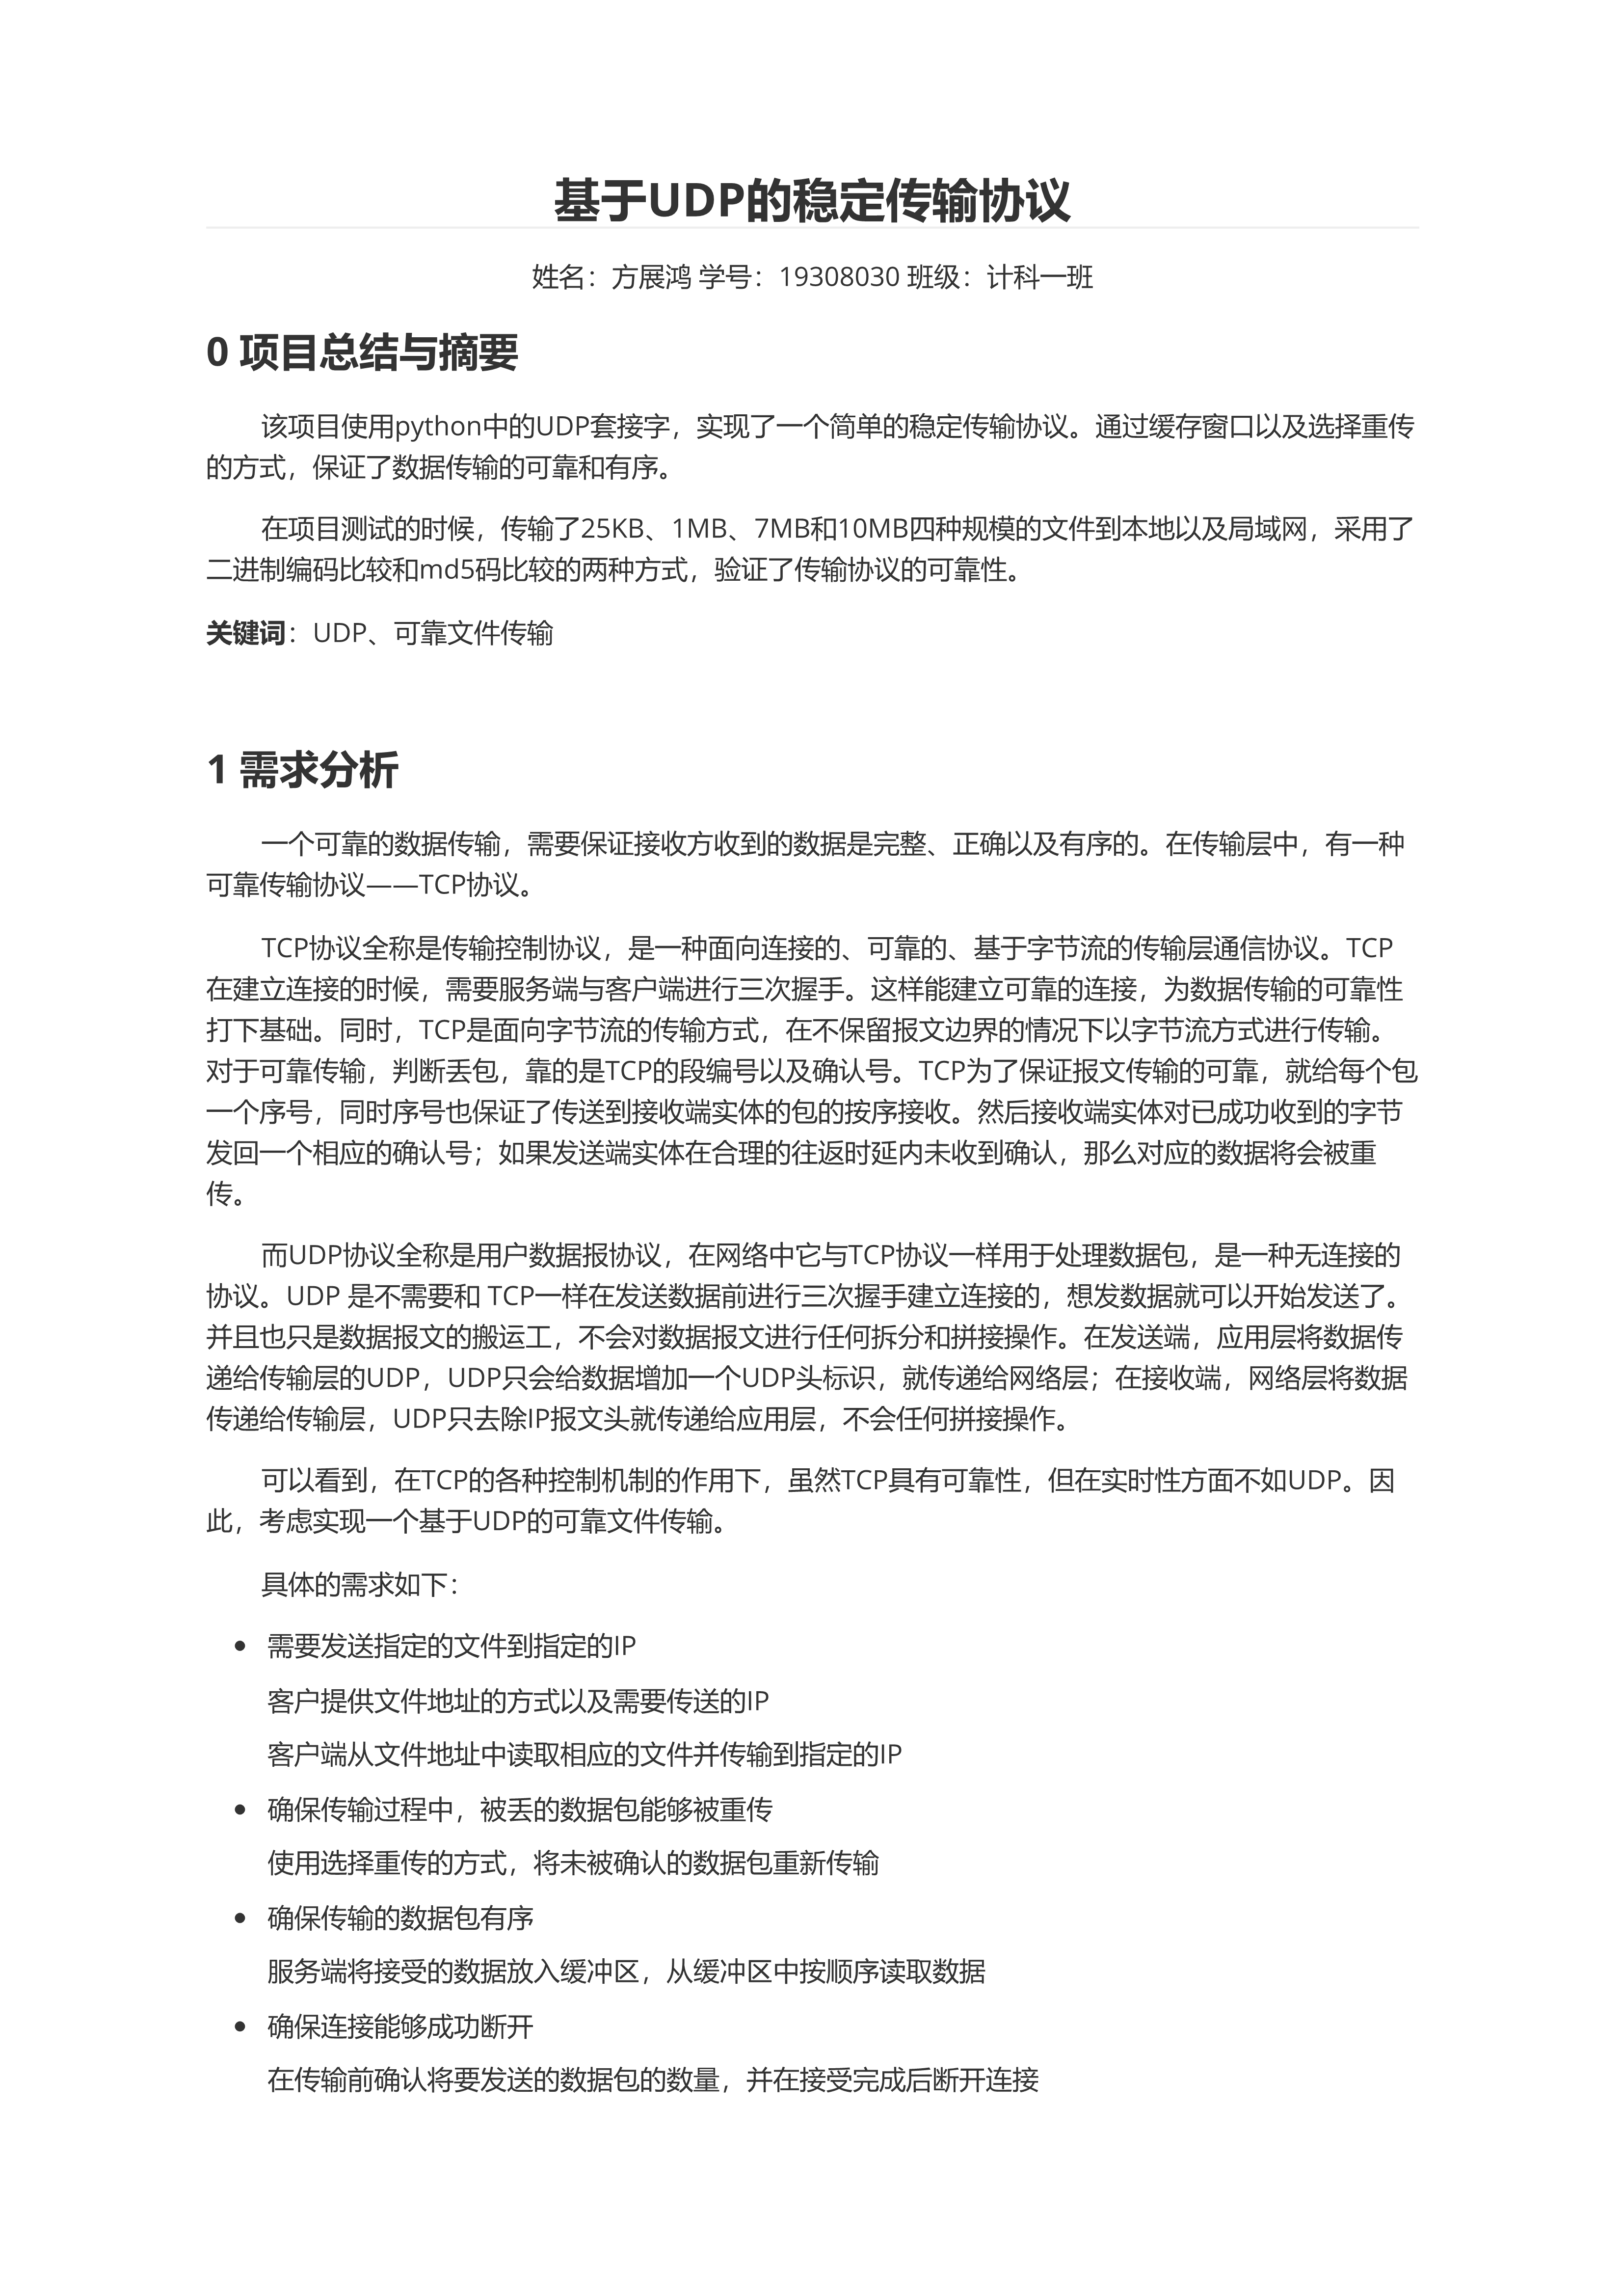 基于UDP的稳定传输协议
姓名：方展鸿 学号：19308030 班级：计科一班
0 项目总结与摘要
该项目使用python中的UDP套接字，实现了一个简单的稳定传输协议。通过缓存窗口以及选择重传
的方式，保证了数据传输的可靠和有序。
在项目测试的时候，传输了25KB、1MB、7MB和10MB四种规模的文件到本地以及局域网，采用了
二进制编码比较和md5码比较的两种方式，验证了传输协议的可靠性。
关键词：UDP、可靠文件传输
1 需求分析
一个可靠的数据传输，需要保证接收方收到的数据是完整、正确以及有序的。在传输层中，有一种
可靠传输协议——TCP协议。
TCP协议全称是传输控制协议，是一种面向连接的、可靠的、基于字节流的传输层通信协议。TCP
在建立连接的时候，需要服务端与客户端进行三次握手。这样能建立可靠的连接，为数据传输的可靠性
打下基础。同时，TCP是面向字节流的传输方式，在不保留报文边界的情况下以字节流方式进行传输。
对于可靠传输，判断丢包，靠的是TCP的段编号以及确认号。TCP为了保证报文传输的可靠，就给每个包
一个序号，同时序号也保证了传送到接收端实体的包的按序接收。然后接收端实体对已成功收到的字节
发回一个相应的确认号；如果发送端实体在合理的往返时延内未收到确认，那么对应的数据将会被重
传。
而UDP协议全称是用户数据报协议，在网络中它与TCP协议一样用于处理数据包，是一种无连接的
协议。UDP 是不需要和 TCP一样在发送数据前进行三次握手建立连接的，想发数据就可以开始发送了。
并且也只是数据报文的搬运工，不会对数据报文进行任何拆分和拼接操作。在发送端，应用层将数据传
递给传输层的UDP，UDP只会给数据增加一个UDP头标识，就传递给网络层；在接收端，网络层将数据
传递给传输层，UDP只去除IP报文头就传递给应用层，不会任何拼接操作。
可以看到，在TCP的各种控制机制的作用下，虽然TCP具有可靠性，但在实时性方面不如UDP。因
此，考虑实现一个基于UDP的可靠文件传输。
具体的需求如下：
• 需要发送指定的文件到指定的IP
客户提供文件地址的方式以及需要传送的IP
客户端从文件地址中读取相应的文件并传输到指定的IP
• 确保传输过程中，被丢的数据包能够被重传
使用选择重传的方式，将未被确认的数据包重新传输
• 确保传输的数据包有序
服务端将接受的数据放入缓冲区，从缓冲区中按顺序读取数据
• 确保连接能够成功断开
在传输前确认将要发送的数据包的数量，并在接受完成后断开连接